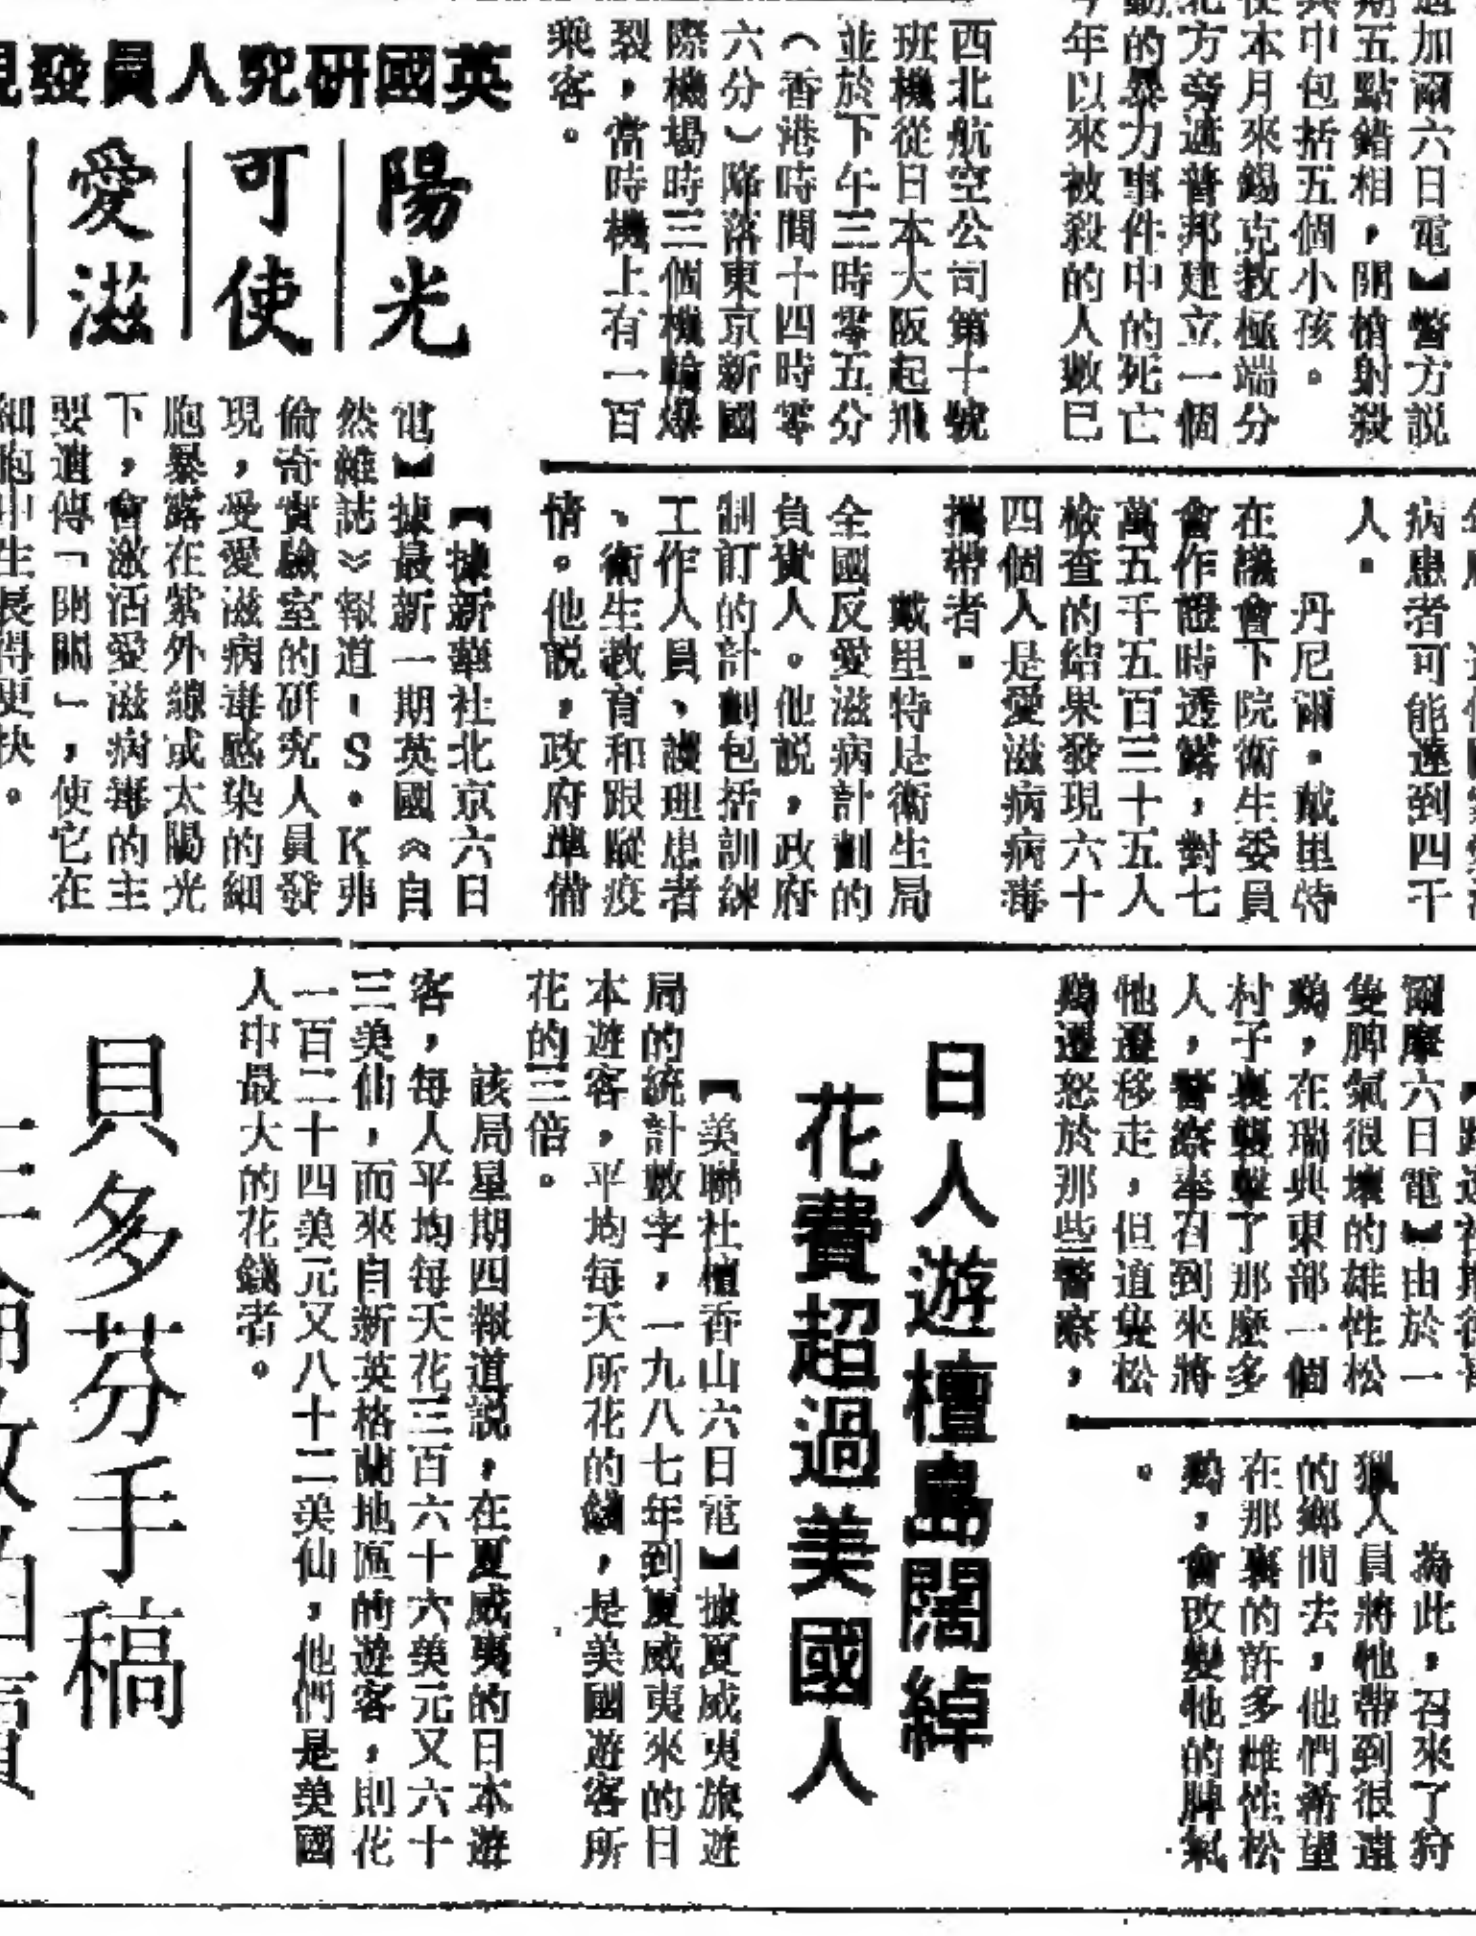 加爾六日電】警方説
五點錯相，開槍射殺
中包括五個小孩。
本月來錫克教極端分
方旁遮普邦建立一個
動的暴力事件中的死亡
年以來被殺的人數已
西北航空公司第十號
班機從日本大阪起飛
並於下午三時零五分
（香港時間十四時零
六分）降落東京新國
際機場時三個機輪爆
裂，當時機上有一百
乘客。
病患者可能達到四千
人。
丹尼爾·戴里特
在議會下院衛生委員
會作證時透露，對七
萬五千五百三十五人
檢查的結果發現六十
四個人是愛滋病病毒
攜帶者。
戴里特是衛生局
全國反愛滋病計劃的
負責人。他説，政府
制訂的計劃包括訓練
工作人員、護理患者
、衛生教育和跟蹤疫
情。他説，政府準備
英國研究人員發現
陽光
可使
愛滋
【據新華社北京六日
電】據最新一期英國《自
然雜誌》報道：S·K弗
倫奇實驗室的研究人員發
現，受愛滋病毒感染的細
胞暴露在紫外線或太陽光
下，會激活愛滋病毒的主
要遺傳「開關」，使它在
細胞中生長得更快。
爾摩六日電】由於一
隻脾氣很壞的雄性松
鷄，在瑞典東部一個
村子裏襲擊了那麼多
人，警察奉召到來將
牠遷移走，但這隻松
鷄遷怒於那些警察，
為此，召來了狩
獵人員將牠帶到很遠
的鄉間去，他們希望
在那裏的許多雌性松
鷄，會改變牠的脾氣
。
日人遊檀島闊綽
花費超過美國人
【美聯社檀香山六日電】據夏威夷旅遊
局的統計數字，一九八七年到夏威夷來的日
本遊客，平均每天所花的錢，是美國遊客所
花的三倍。
該局星期四報道説，在夏威夷的日本遊
客，每人平均每天花三百六十六美元又六十
三美仙，而來自新英格蘭地區的遊客，則花
一百二十四美元又八十二美仙，他們是美國
人中最大的花錢者。
貝多芬手稿